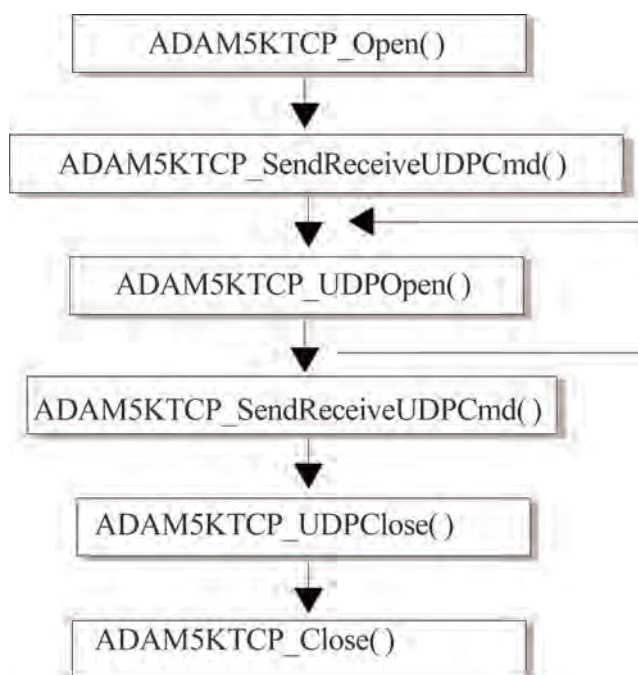 ADAM5KTCP_Open( )
ADAM5KTCP_SendReceiveUDPCmd( )
ADAM5KTCP_UDPOpen( )
ADAM5KTCP_SendReceiveUDPCmd( )
ADAM5KTCP_UDPClose( )
ADAM5KTCP_Close( )